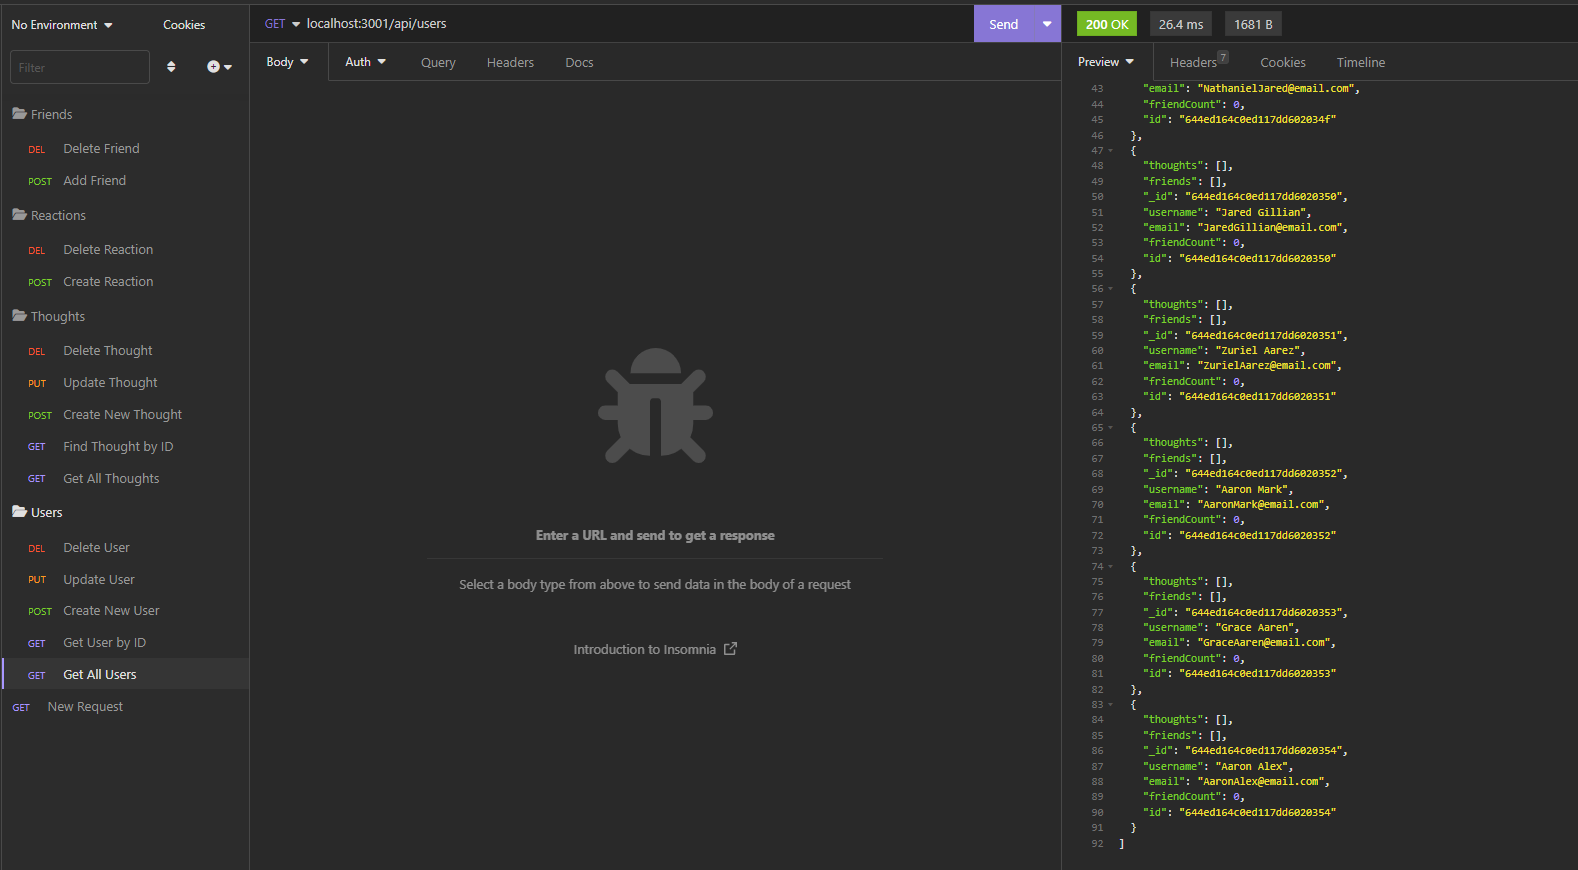 No Environment
Cookies
Filter
Friends
DEL Delete Friend
POST Add Friend
Reactions
DEL Delete Reaction
POST Create Reaction
Thoughts
DEL Delete Thought
PUT Update Thought
POST Create New Thought
GET Find Thought by ID
GET Get All Thoughts
Users
DEL Delete User
PUT Update User
POST Create New User
GET Get User by ID
GET Get All Users
GET New Request
GET localhost:3001/api/users
Send
Body Auth Query Headers Docs
Enter a URL and send to get a response
Select a body type from above to send data in the body of a request
Introduction to Insomnia
200 OK 26.4 ms 1681 B
Preview Headers 7 Cookies Timeline
43 "email": "NathanielJared@email.com",
44 "friendCount": 0,
45 "id": "644ed164c0ed117dd602034f"
46 },
47 {
48 "thoughts": [],
49 "friends": [],
50 "_id": "644ed164c0ed117dd6020350",
51 "username": "Jared Gillian",
52 "email": "JaredGillian@email.com",
53 "friendCount": 0,
54 "id": "644ed164c0ed117dd6020350"
55 },
56 {
57 "thoughts": [],
58 "friends": [],
59 "_id": "644ed164c0ed117dd6020351",
60 "username": "Zuriel Aarez",
61 "email": "ZurielAarez@email.com",
62 "friendCount": 0,
63 "id": "644ed164c0ed117dd6020351"
64 },
65 {
66 "thoughts": [],
67 "friends": [],
68 "_id": "644ed164c0ed117dd6020352",
69 "username": "Aaron Mark",
70 "email": "AaronMark@email.com",
71 "friendCount": 0,
72 "id": "644ed164c0ed117dd6020352"
73 },
74 {
75 "thoughts": [],
76 "friends": [],
77 "_id": "644ed164c0ed117dd6020353",
78 "username": "Grace Aaren",
79 "email": "GraceAaren@email.com",
80 "friendCount": 0,
81 "id": "644ed164c0ed117dd6020353"
82 },
83 {
84 "thoughts": [],
85 "friends": [],
86 "_id": "644ed164c0ed117dd6020354",
87 "username": "Aaron Alex",
88 "email": "AaronAlex@email.com",
89 "friendCount": 0,
90 "id": "644ed164c0ed117dd6020354"
91 }
92 ]